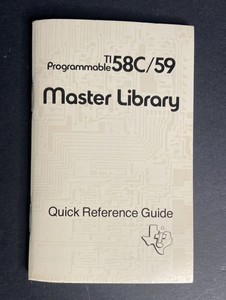 TI
Programmable 58C/59
Master Library
Quick Reference Guide